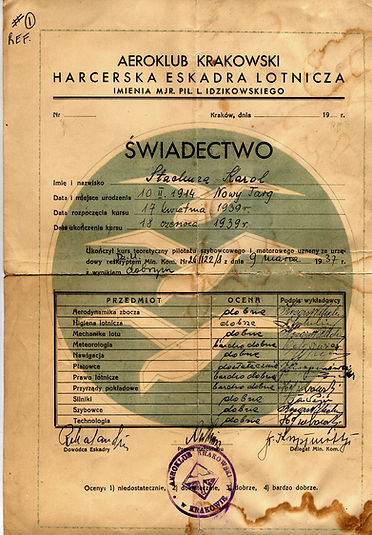 #1
REF.
AEROKLUB KRAKOWSKI
HARCERSKA ESKADRA LOTNICZA
IMIENIA MJR. PIL. L. IDZIKOWSKIEGO
Nr
Kraków, dnia 19 r.
ŚWIADECTWO
Imię i nazwisko Stachura Karol
Data i miejsce urodzenia 10 II. 1914 - Nowy Targ
Data rozpoczęcia kursu 17 kwietnia 1939 r.
Data ukończenia kursu 18 czerwca 1939 r.
Ukończył kurs teoretyczny pilotażu szybowcowego i motorowego uznany za urzę-
dowy reskryptem Min. Kom. Nr z dnia 9 marca 1937 r.
z wynikiem dobrym
PRZEDMIOT OCENA Podpis wykładowcy
Aerodynamika zbocza dobrze
Higiena lotnicza dobrze
Mechanika lotu dobrze
Meteorologia bardzo dobrze
Nawigacja dobrze
Płatowce dostatecznie
Prawo lotnicze bardzo dobrze
Przyrządy pokładowe bardzo dobrze
Silniki dobrze
Szybowce dobrze
Technologia dobrze
Dowódca Eskadry Delegat Min. Kom.
AEROKLUB KRAKOWSKI
w KRAKOWIE
Oceny: 1) niedostatecznie, 2) dostatecznie, 3) dobrze, 4) bardzo dobrze.